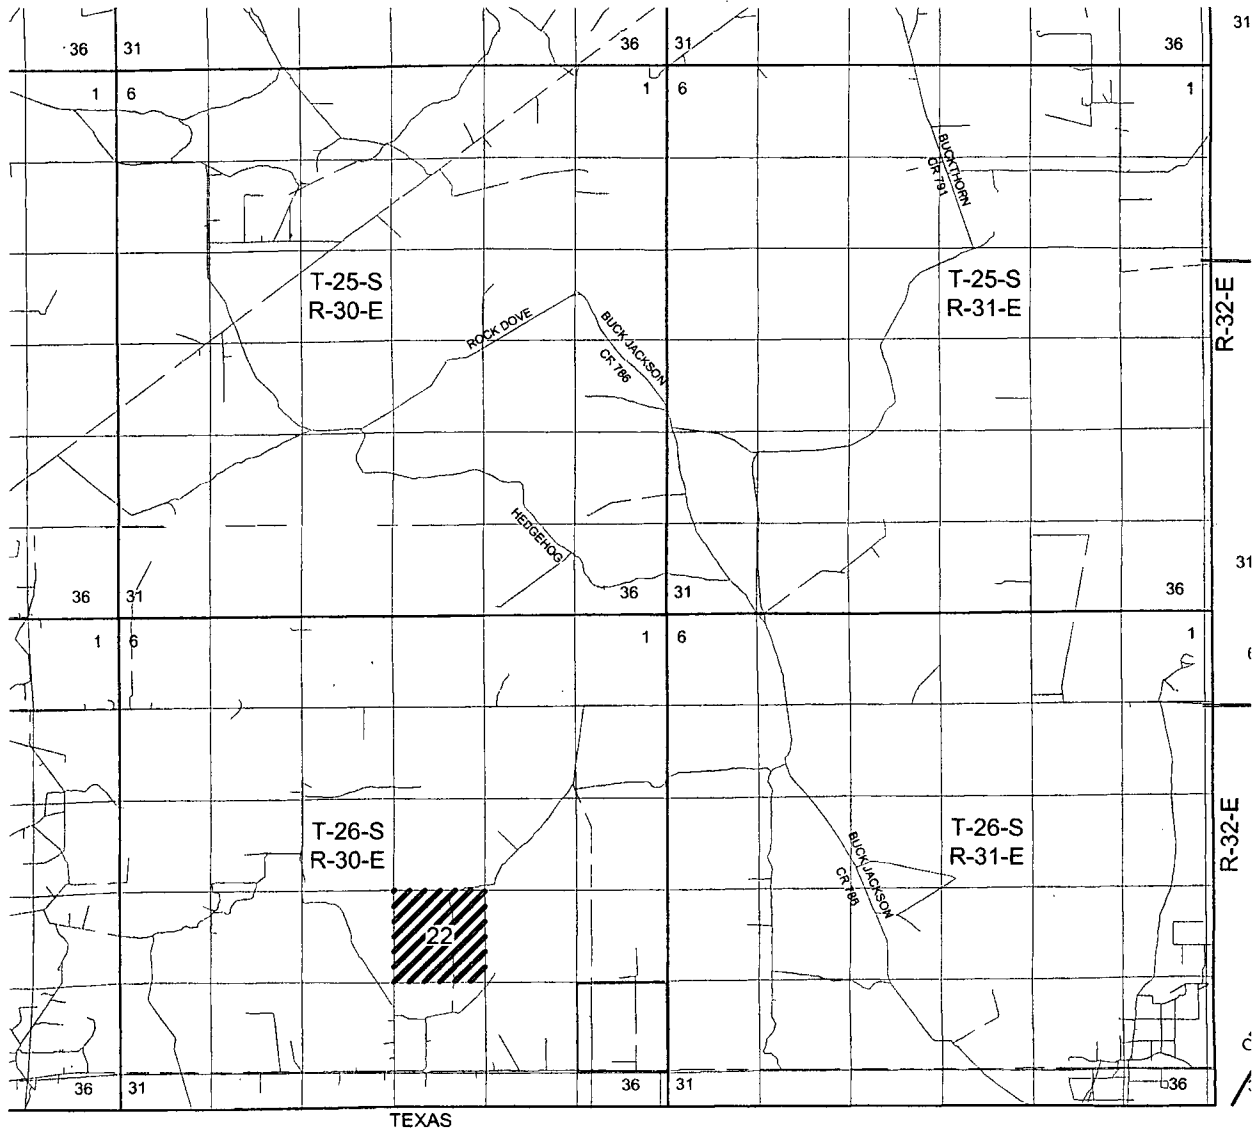 36 31 36 31 36 31
1 6 1 6 1
BUCKTHORN
CR 791
T-25-S
R-30-E
T-25-S
R-31-E
R-32-E
ROCK DOVE
BUCK JACKSON
CR 786
HEDGEHOG
36 31 36 31 36 31
1 6 1 6 1
T-26-S
R-30-E
T-26-S
R-31-E
R-32-E
BUCK JACKSON
CR 786
22
36 31 36 31 36
TEXAS